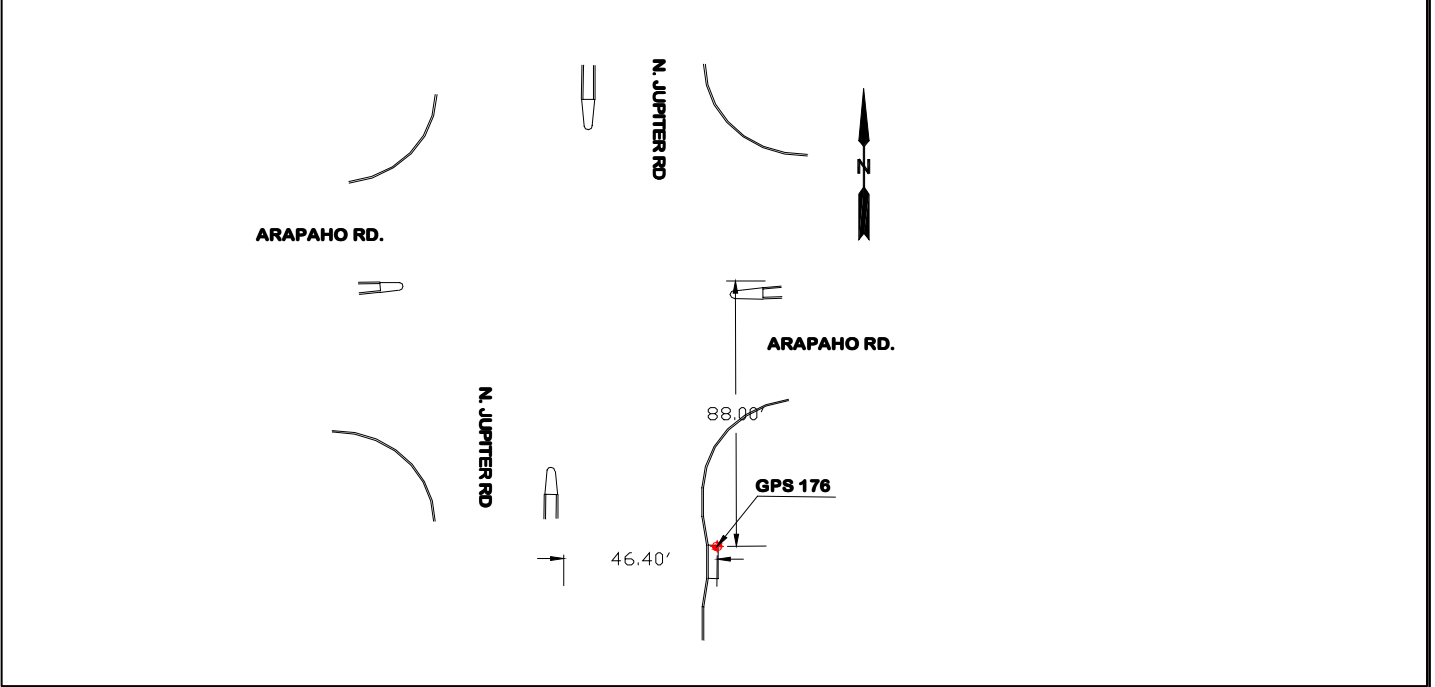 N. JUPITER RD
ARAPAHO RD.
N
ARAPAHO RD.
N. JUPITER RD
88.00'
GPS 176
46.40'